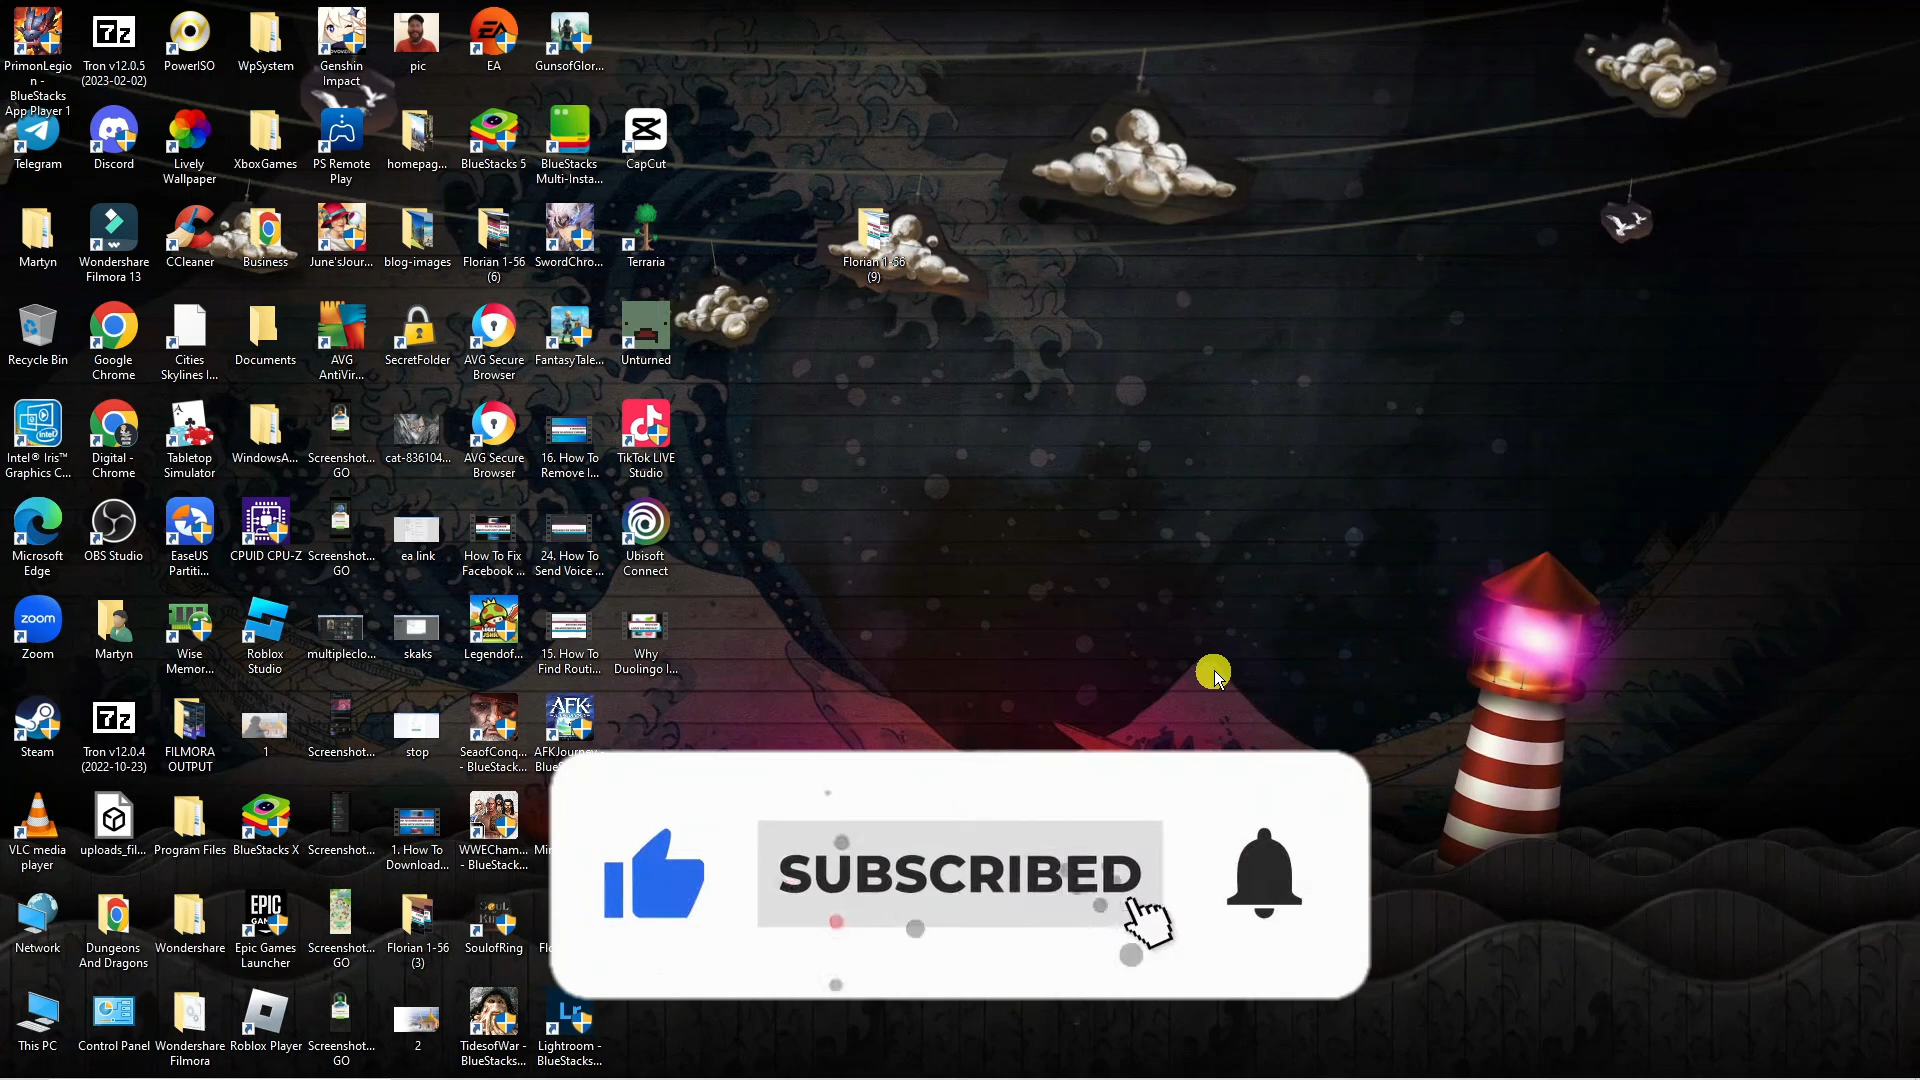 PrimonLegio
n -
BlueStacks
App Player 1
Tron v12.0.5
(2023-02-02)
PowerISO
WpSystem
Genshin
Impact
pic
EA
GunsofGlor...
Telegram
Discord
Lively
Wallpaper
XboxGames
PS Remote
Play
homepag...
BlueStacks 5
BlueStacks
Multi-Insta...
CapCut
Martyn
Wondershare
Filmora 13
CCleaner
Business
June'sJour...
blog-images
Florian 1-56
(6)
SwordChro...
Terraria
Florian 1-56
(9)
Recycle Bin
Google
Chrome
Cities
Skylines I...
Documents
AVG
AntiVir...
SecretFolder
AVG Secure
Browser
FantasyTale...
Unturned
Intel® Iris™
Graphics C...
Digital -
Chrome
Tabletop
Simulator
WindowsA...
Screenshot...
GO
cat-836104...
AVG Secure
Browser
16. How To
Remove I...
TikTok LIVE
Studio
Microsoft
Edge
OBS Studio
EaseUS
Partiti...
CPUID CPU-Z
Screenshot...
GO
ea link
How To Fix
Facebook ...
24. How To
Send Voice ...
Ubisoft
Connect
zoom
Zoom
Martyn
Wise
Memor...
Roblox
Studio
multipleclo...
skaks
Legendof...
15. How To
Find Routi...
Why
Duolingo I...
Steam
Tron v12.0.4
(2022-10-23)
FILMORA
OUTPUT
1
Screenshot...
stop
SeaofConq...
- BlueStack...
AFKJourney -
BlueStack...
VLC media
player
uploads_fil...
Program Files
BlueStacks X
Screenshot...
1. How To
Download...
WWECham...
- BlueStack...
SUBSCRIBED
Network
Dungeons
And Dragons
Wondershare
Epic Games
Launcher
Screenshot...
GO
Florian 1-56
(3)
SoulofRing
This PC
Control Panel
Wondershare
Filmora
Roblox Player
Screenshot...
GO
2
TidesofWar -
BlueStacks...
Lightroom -
BlueStacks...